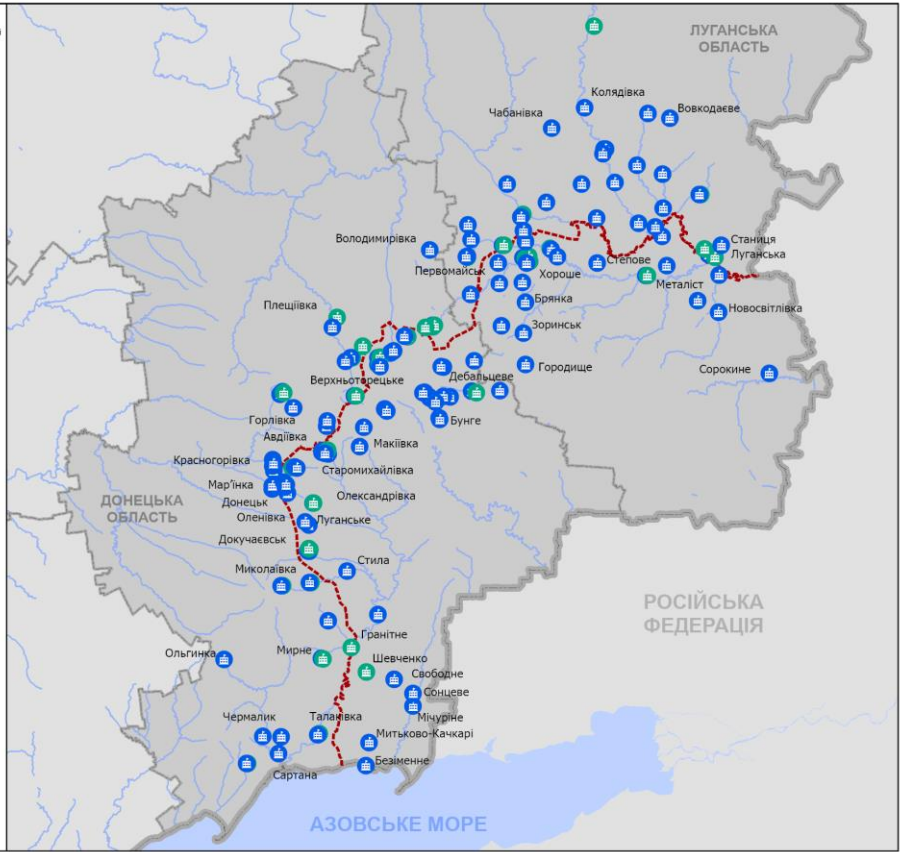 ЛУГАНСЬКА
ОБЛАСТЬ
Колядівка
Чабанівка
Вовкодаєве
Володимирівка
Станиця
Луганська
Первомайськ
Хороше
Степове
Металіст
Брянка
Новосвітлівка
Плещіївка
Зоринськ
Городище
Сорокине
Верхньоторецьке
Дебальцеве
Горлівка
Бунге
Авдіївка
Макіївка
Красногорівка
Старомихайлівка
Мар'їнка
ДОНЕЦЬКА
ОБЛАСТЬ
Донецьк
Олександрівка
Оленівка
Луганське
Докучаєвськ
Стила
Миколаївка
РОСІЙСЬКА
ФЕДЕРАЦІЯ
Гранітне
Ольгинка
Мирне
Шевченко
Свободне
Сонцеве
Мічуріне
Чермалик
Талаківка
Митьково-Качкарі
Безіменне
Сартана
АЗОВСЬКЕ МОРЕ